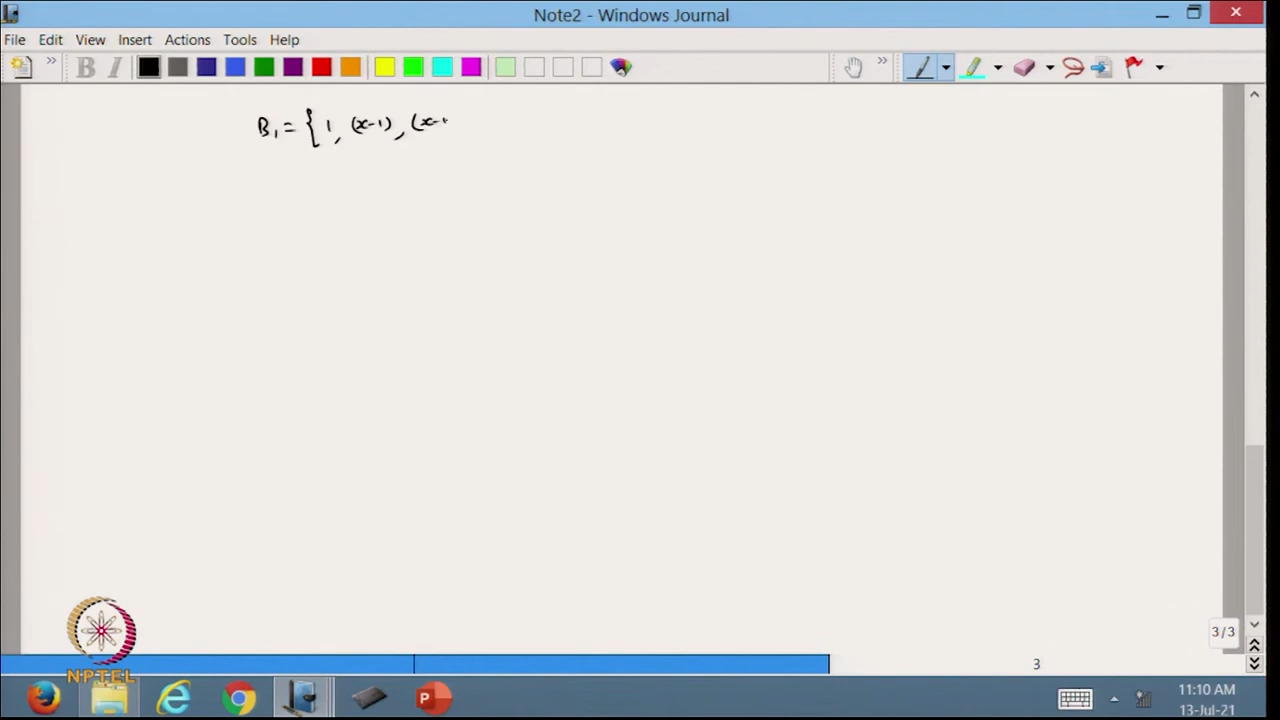 Note2 - Windows Journal
File Edit View Insert Actions Tools Help
B₁ = { 1, (x-1), (x-1
3/3
3
NPTEL
11:10 AM
13-Jul-21